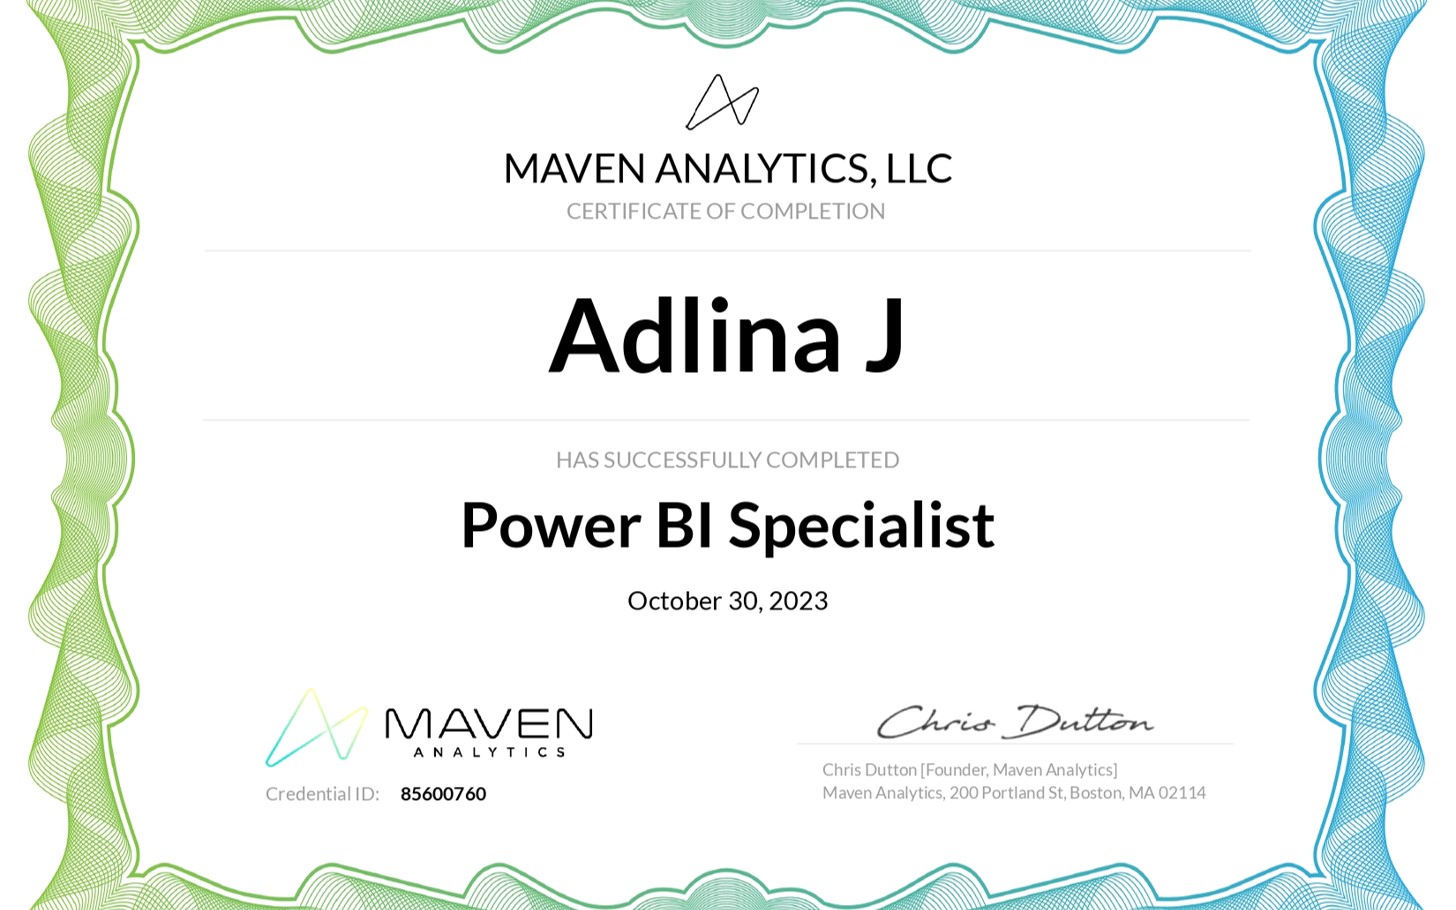 MAVEN ANALYTICS, LLC
CERTIFICATE OF COMPLETION
Adlina J
HAS SUCCESSFULLY COMPLETED
Power BI Specialist
October 30, 2023
MAVEN
ANALYTICS
Credential ID: 85600760
Chris Dutton
Chris Dutton [Founder, Maven Analytics]
Maven Analytics, 200 Portland St, Boston, MA 02114